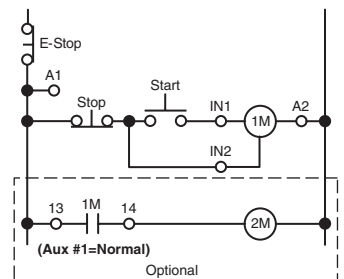 E-Stop
A1
Stop
Start
IN1
1M
A2
IN2
13
1M
14
2M
(Aux #1=Normal)
Optional